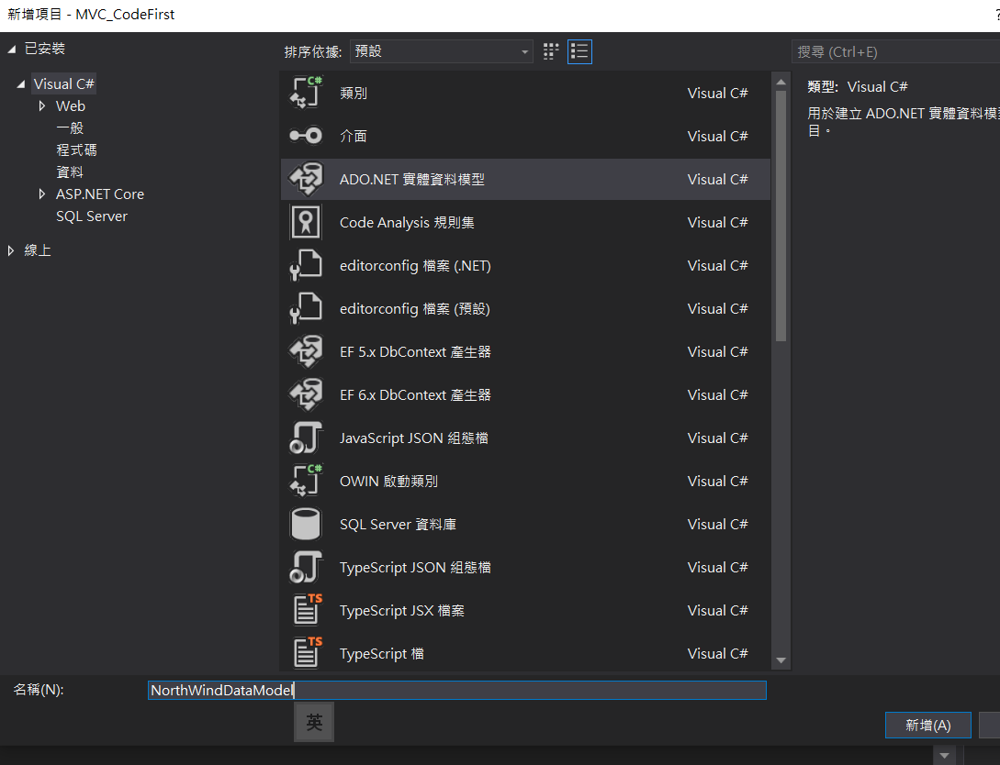 新增項目 - MVC_CodeFirst
?
已安裝
排序依據: 預設
搜尋 (Ctrl+E)
Visual C#
Web
一般
程式碼
資料
ASP.NET Core
SQL Server
線上
類別 Visual C#
介面 Visual C#
ADO.NET 實體資料模型 Visual C#
Code Analysis 規則集 Visual C#
editorconfig 檔案 (.NET) Visual C#
editorconfig 檔案 (預設) Visual C#
EF 5.x DbContext 產生器 Visual C#
EF 6.x DbContext 產生器 Visual C#
JavaScript JSON 組態檔 Visual C#
C#
OWIN 啟動類別 Visual C#
SQL Server 資料庫 Visual C#
TypeScript JSON 組態檔 Visual C#
TS
TypeScript JSX 檔案 Visual C#
TS
TypeScript 檔 Visual C#
類型: Visual C#
用於建立 ADO.NET 實體資料模
目。
名稱(N): NorthWindDataModel
英
新增(A)